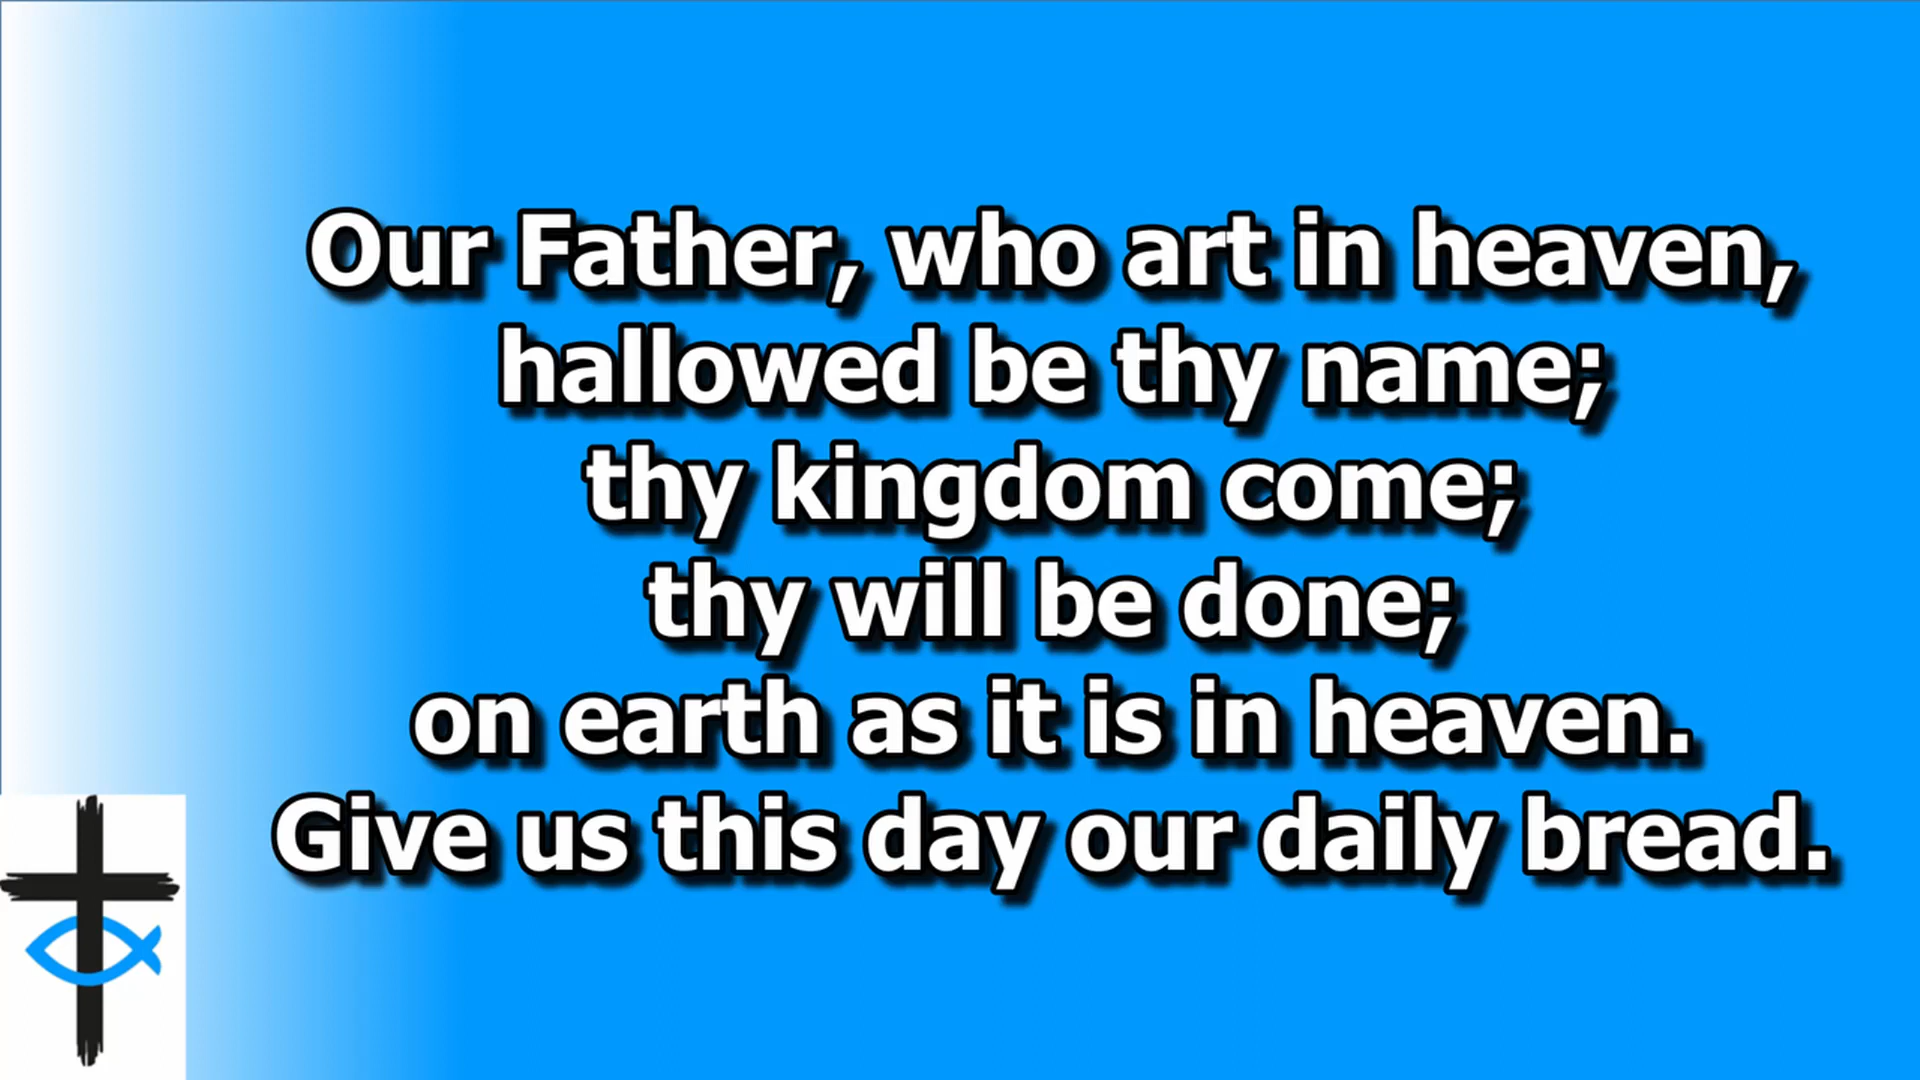 Our Father, who art in heaven,
hallowed be thy name;
thy kingdom come;
thy will be done;
on earth as it is in heaven.
Give us this day our daily bread.